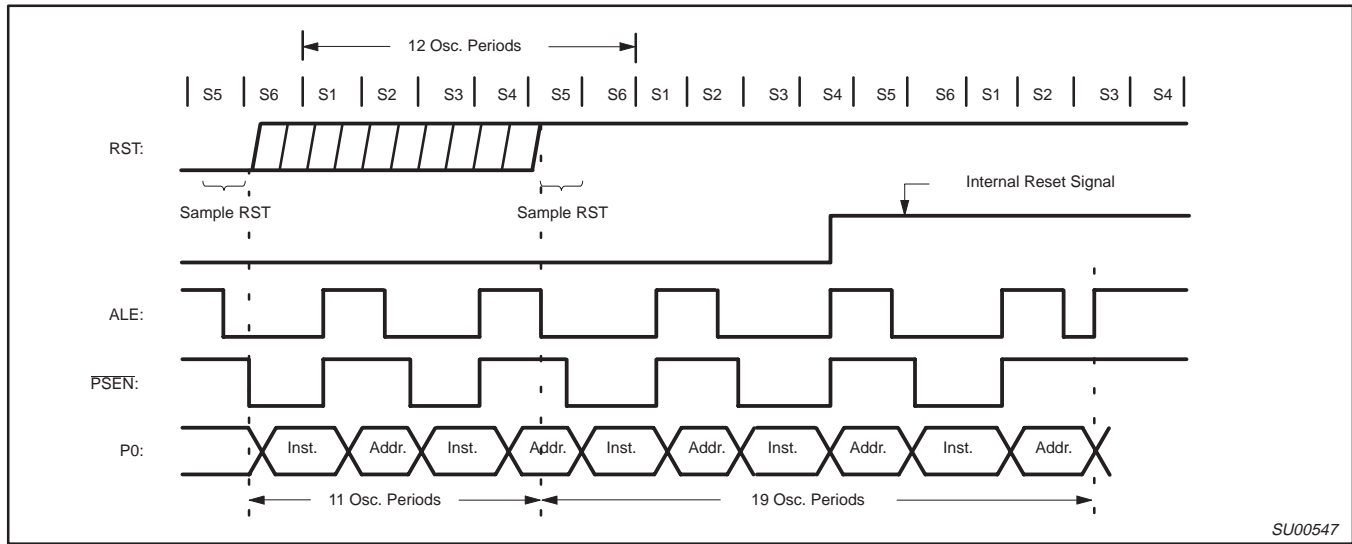 12 Osc. Periods
S5 S6 S1 S2 S3 S4 S5 S6 S1 S2 S3 S4 S5 S6 S1 S2 S3 S4
RST:
Internal Reset Signal
Sample RST Sample RST
ALE:
PSEN:
P0: Inst. Addr. Inst. Addr. Inst. Addr. Inst. Addr. Inst. Addr.
11 Osc. Periods 19 Osc. Periods
SU00547